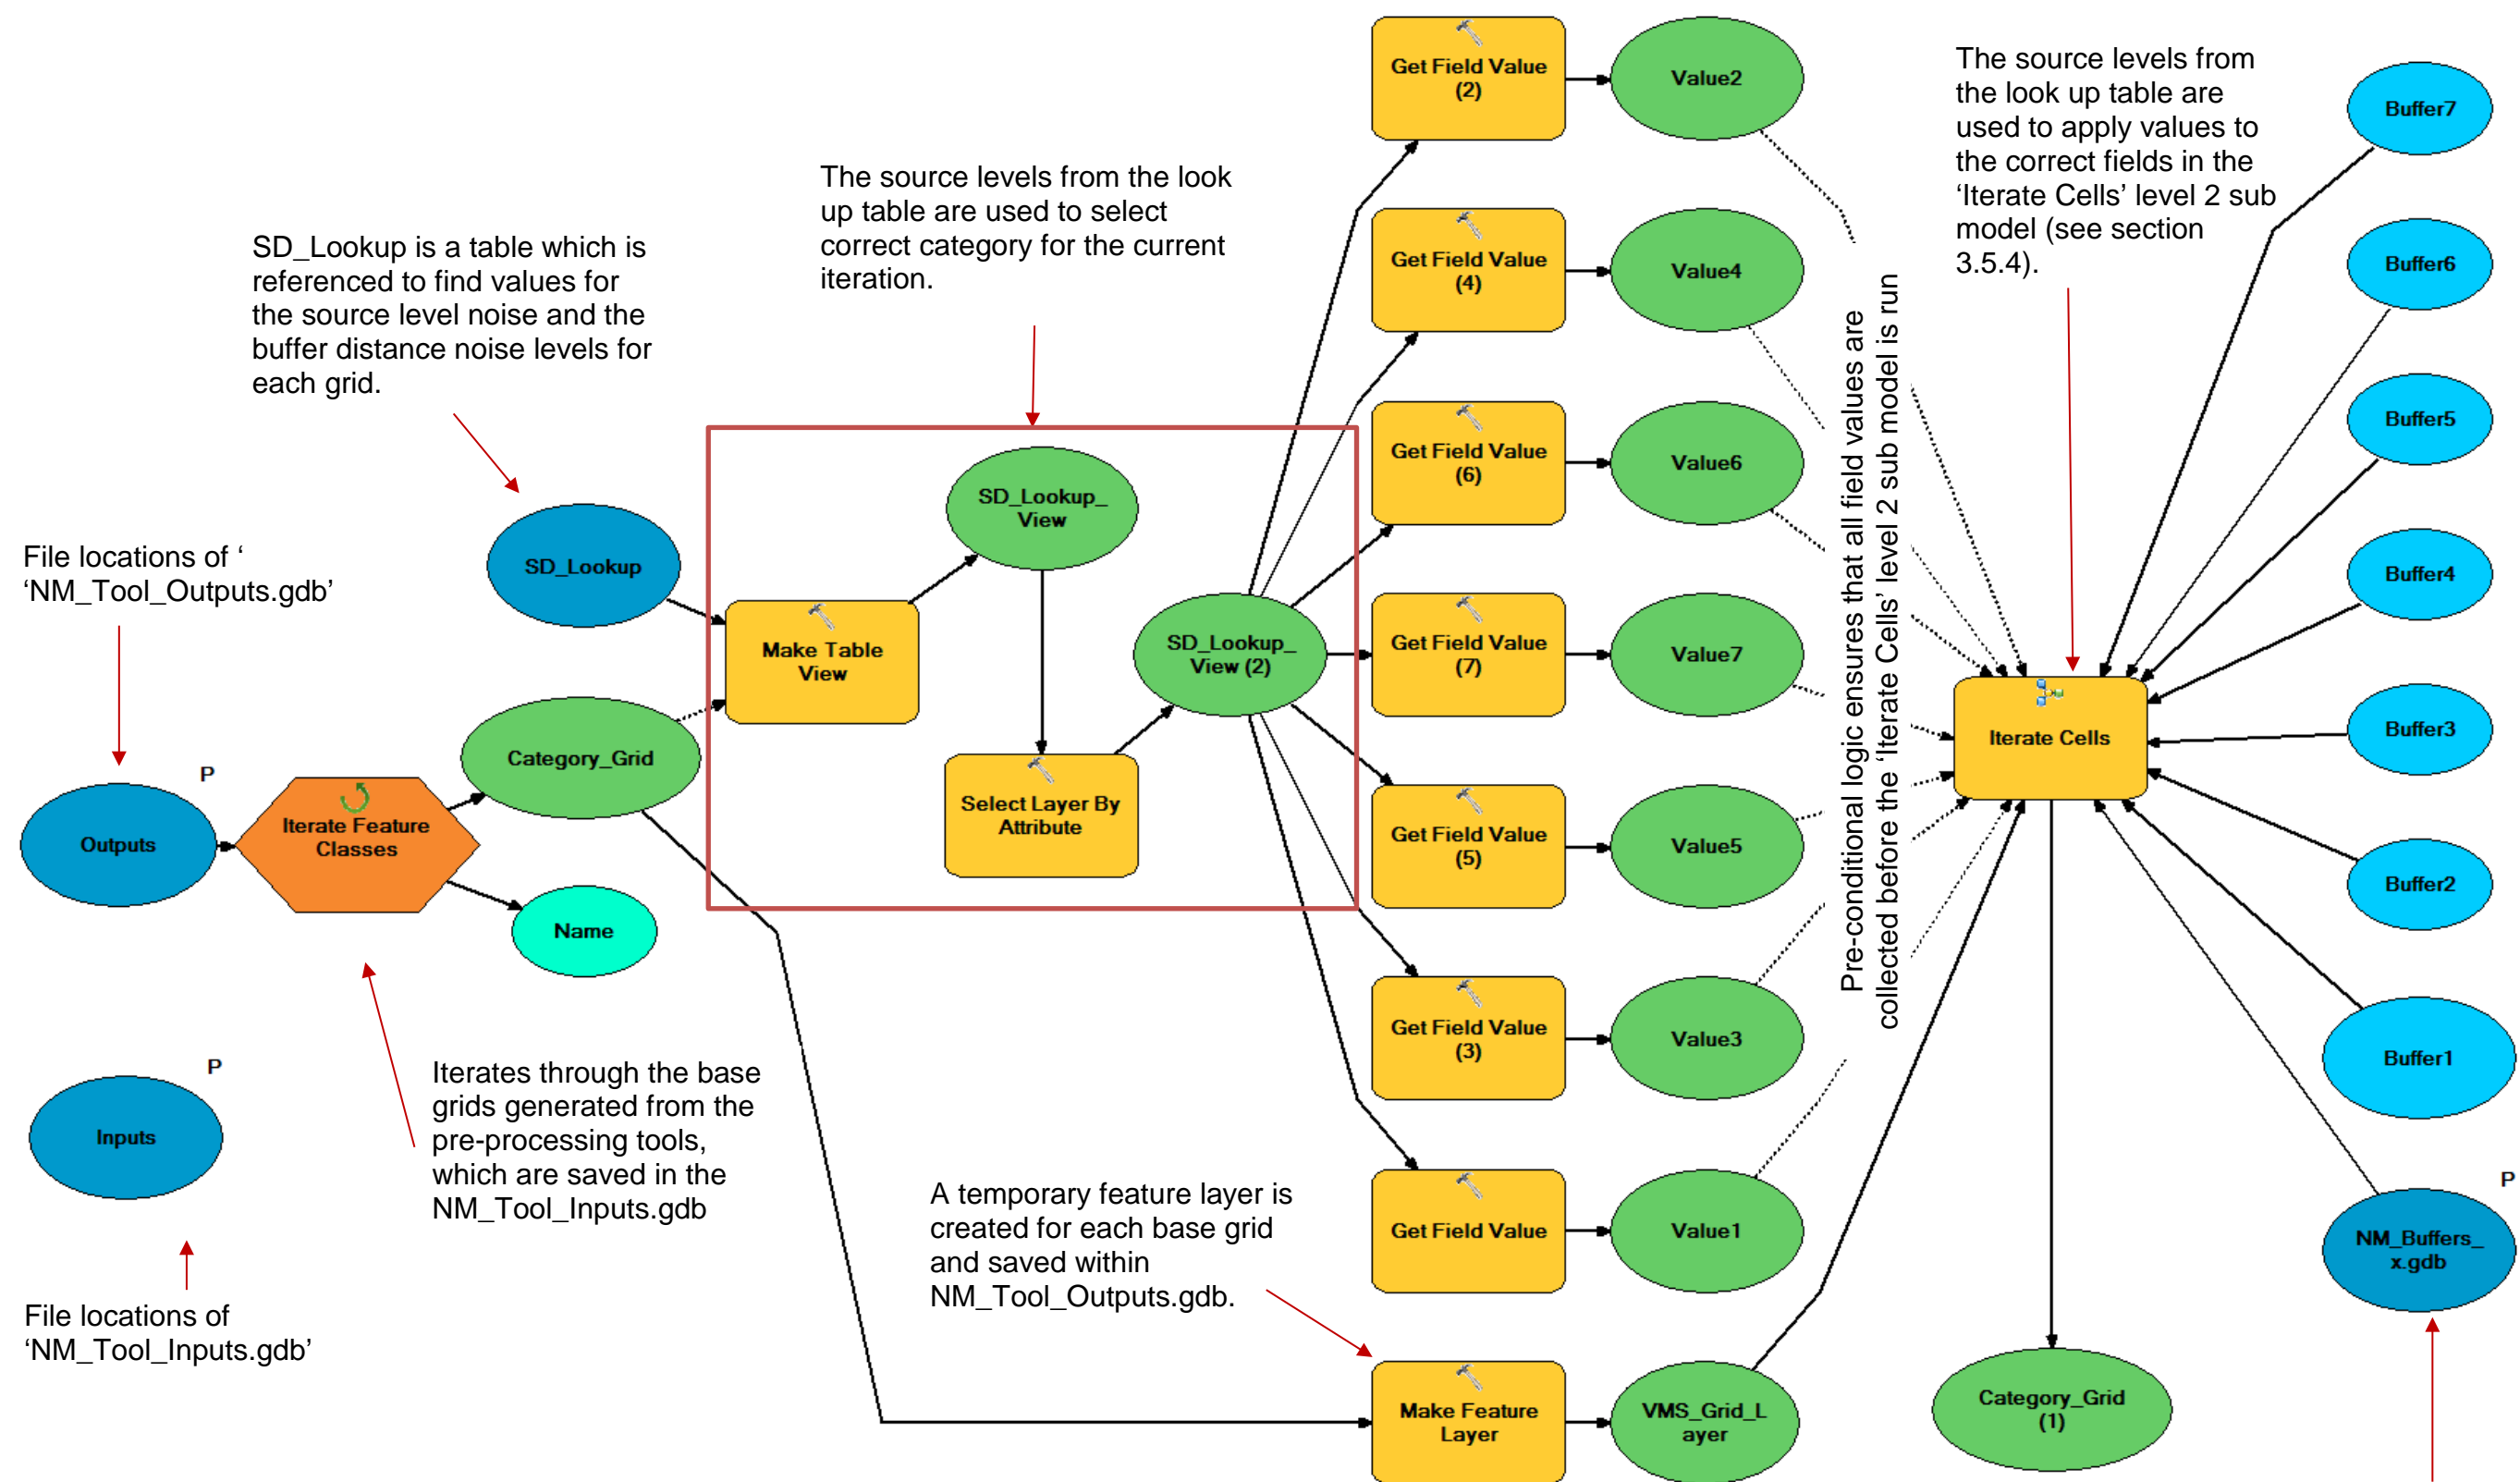 The source levels from
the look up table are
used to apply values to
the correct fields in the
‘Iterate Cells’ level 2 sub
model (see section
3.5.4).
The source levels from the look
up table are used to select
correct category for the current
iteration.
SD_Lookup is a table which is
referenced to find values for
the source level noise and the
buffer distance noise levels for
each grid.
File locations of ‘
‘NM_Tool_Outputs.gdb’
P
Outputs
Iterate Feature
Classes
Category_Grid
Name
SD_Lookup
Make Table
View
SD_Lookup_
View
Select Layer By
Attribute
SD_Lookup_
View (2)
Get Field Value
(2)
Value2
Get Field Value
(4)
Value4
Get Field Value
(6)
Value6
Get Field Value
(7)
Value7
Get Field Value
(5)
Value5
Get Field Value
(3)
Value3
Get Field Value
Value1
Make Feature
Layer
VMS_Grid_L
ayer
Pre-conditional logic ensures that all field values are
collected before the ‘Iterate Cells’ level 2 sub model is run
Iterate Cells
Category_Grid
(1)
Buffer7
Buffer6
Buffer5
Buffer4
Buffer3
Buffer2
Buffer1
P
NM_Buffers_
x.gdb
P
Inputs
File locations of
‘NM_Tool_Inputs.gdb’
Iterates through the base
grids generated from the
pre-processing tools,
which are saved in the
NM_Tool_Inputs.gdb
A temporary feature layer is
created for each base grid
and saved within
NM_Tool_Outputs.gdb.